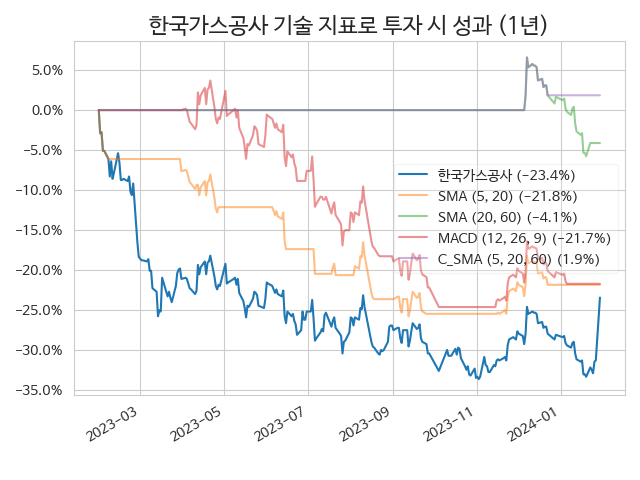 한국가스공사 기술 지표로 투자 시 성과 (1년)
5.0%
0.0%
−5.0%
−10.0%
−15.0%
−20.0%
−25.0%
−30.0%
−35.0%
한국가스공사 (−23.4%)
SMA (5, 20) (−21.8%)
SMA (20, 60) (−4.1%)
MACD (12, 26, 9) (−21.7%)
C_SMA (5, 20, 60) (1.9%)
2023−03
2023−05
2023−07
2023−09
2023−11
2024−01